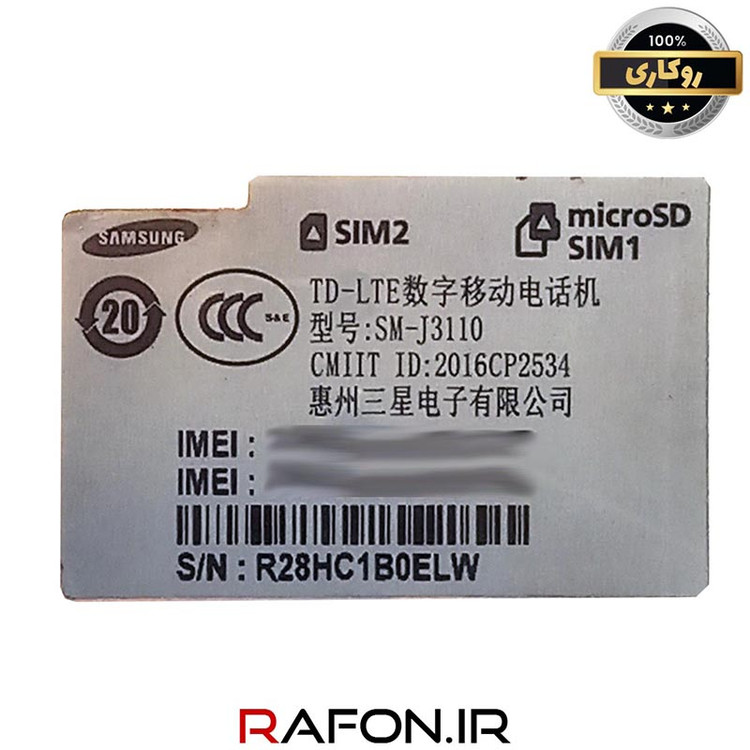 100%
روکاری
SAMSUNG
SIM2
microSD
SIM1
20
CCC
S&E
TD-LTE数字移动电话机
型号:SM-J3110
CMIIT ID:2016CP2534
惠州三星电子有限公司
IMEI :
IMEI :
S/N : R28HC1B0ELW
RAFON.IR